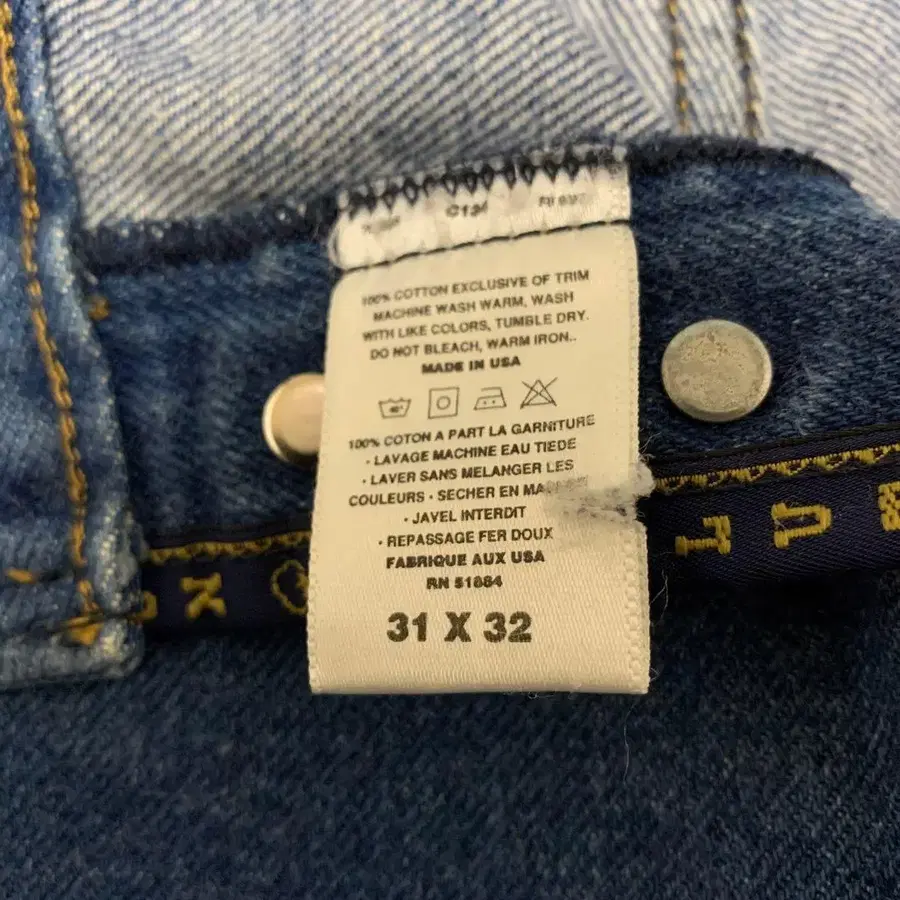 100% COTTON EXCLUSIVE OF TRIM
MACHINE WASH WARM, WASH
WITH LIKE COLORS, TUMBLE DRY.
DO NOT BLEACH, WARM IRON..
MADE IN USA
100% COTON A PART LA GARNITURE
· LAVAGE MACHINE EAU TIEDE
· LAVER SANS MELANGER LES
COULEURS · SECHER EN
· JAVEL INTERDIT
· REPASSAGE FER DOUX
FABRIQUE AUX USA
RN 51884
31 X 32